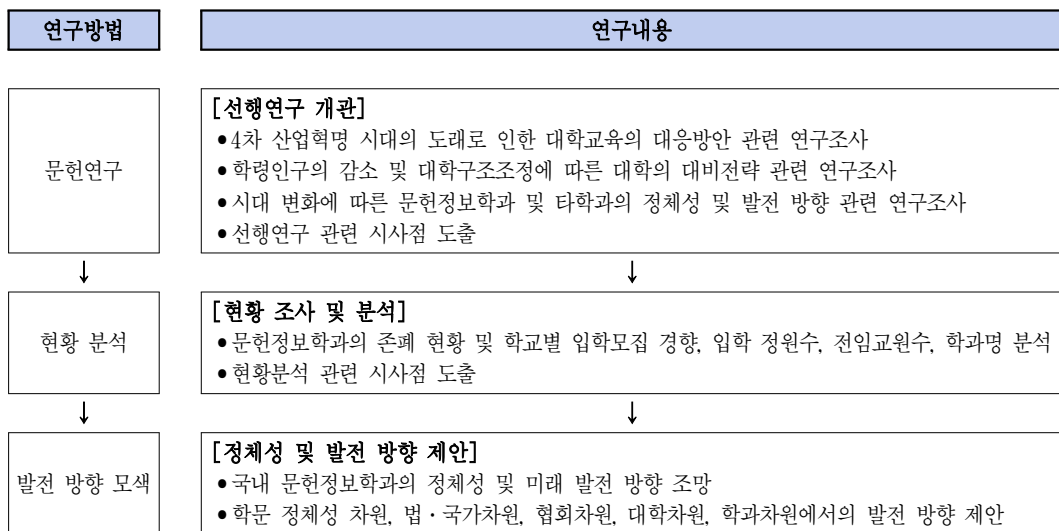 연구방법
연구내용
문헌연구
[선행연구 개관]
●4차 산업혁명 시대의 도래로 인한 대학교육의 대응방안 관련 연구조사
●학령인구의 감소 및 대학구조조정에 따른 대학의 대비전략 관련 연구조사
●시대 변화에 따른 문헌정보학과 및 타학과의 정체성 및 발전 방향 관련 연구조사
●선행연구 관련 시사점 도출
↓
↓
현황 분석
[현황 조사 및 분석]
●문헌정보학과의 존폐 현황 및 학교별 입학모집 경향, 입학 정원수, 전임교원수, 학과명 분석
●현황분석 관련 시사점 도출
↓
↓
발전 방향 모색
[정체성 및 발전 방향 제안]
●국내 문헌정보학과의 정체성 및 미래 발전 방향 조망
●학문 정체성 차원, 법·국가차원, 협회차원, 대학차원, 학과차원에서의 발전 방향 제안